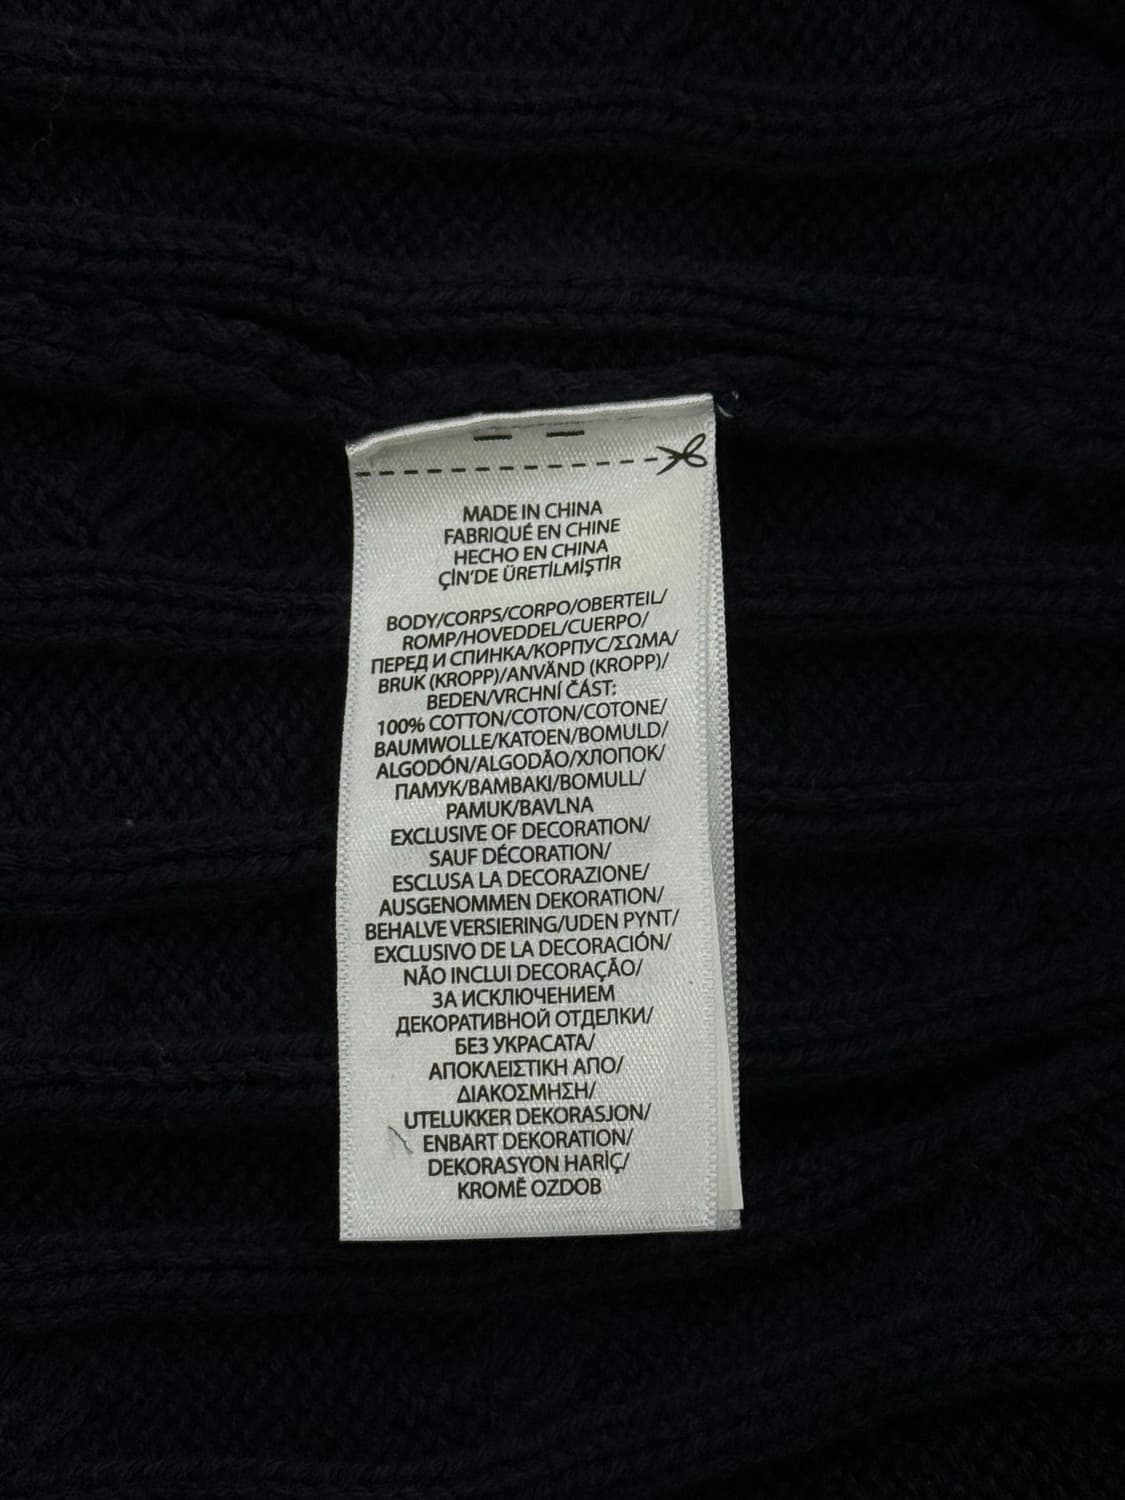 MADE IN CHINA
FABRIQUÉ EN CHINE
HECHO EN CHINA
ÇİN'DE ÜRETİLMİŞTİR
BODY/CORPS/CORPO/OBERTEIL/
ROMP/HOVEDDEL/CUERPO/
ПЕРЕД И СПИНКА/КОРПУС/ΣΩΜΑ/
BRUK (KROPP)/ANVÄND (KROPP)/
BEDEN/VRCHNÍ ČÁST:
100% COTTON/COTON/COTONE/
BAUMWOLLE/KATOEN/BOMULD/
ALGODÓN/ALGODÃO/ХЛОПОК/
ПАМУК/ΒΑΜΒΑΚΙ/BOMULL/
PAMUK/BAVLNA
EXCLUSIVE OF DECORATION/
SAUF DÉCORATION/
ESCLUSA LA DECORAZIONE/
AUSGENOMMEN DEKORATION/
BEHALVE VERSIERING/UDEN PYNT/
EXCLUSIVO DE LA DECORACIÓN/
NÃO INCLUI DECORAÇÃO/
ЗА ИСКЛЮЧЕНИЕМ
ДЕКОРАТИВНОЙ ОТДЕЛКИ/
БЕЗ УКРАСАТА/
ΑΠΟΚΛΕΙΣΤΙΚΗ ΑΠΟ/
ΔΙΑΚΟΣΜΗΣΗ/
UTELUKKER DEKORASJON/
ENBART DEKORATION/
DEKORASYON HARİÇ/
KROMĚ OZDOB